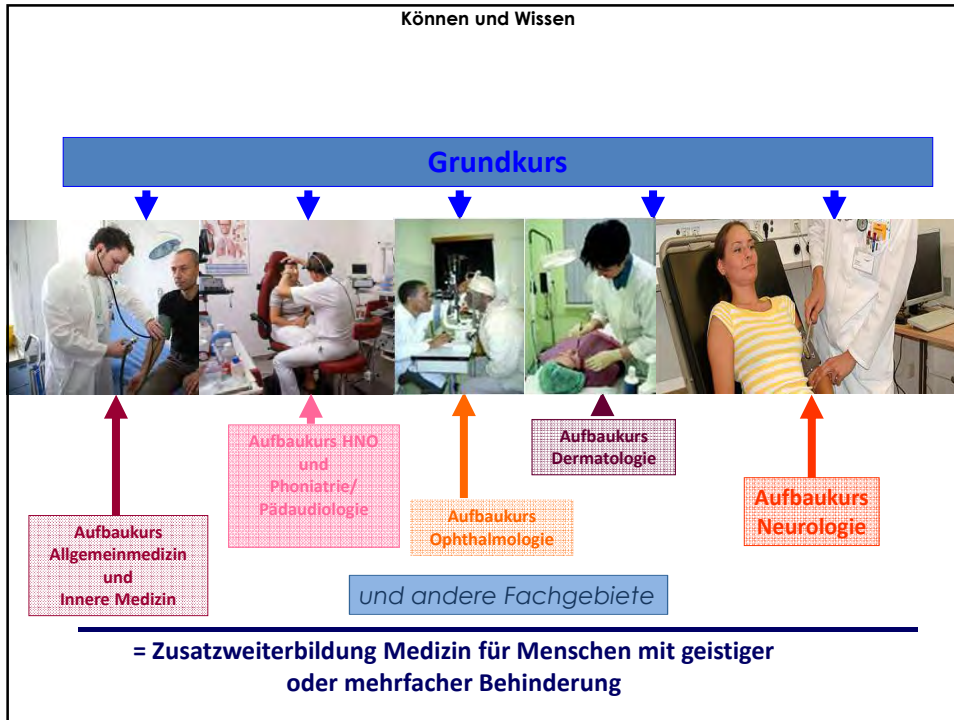 Können und Wissen
Grundkurs
Aufbaukurs HNO
und
Phoniatrie/
Pädaudiologie
Aufbaukurs
Dermatologie
Aufbaukurs
Ophthalmologie
Aufbaukurs
Neurologie
Aufbaukurs
Allgemeinmedizin
und
Innere Medizin
und andere Fachgebiete
= Zusatzweiterbildung Medizin für Menschen mit geistiger
oder mehrfacher Behinderung